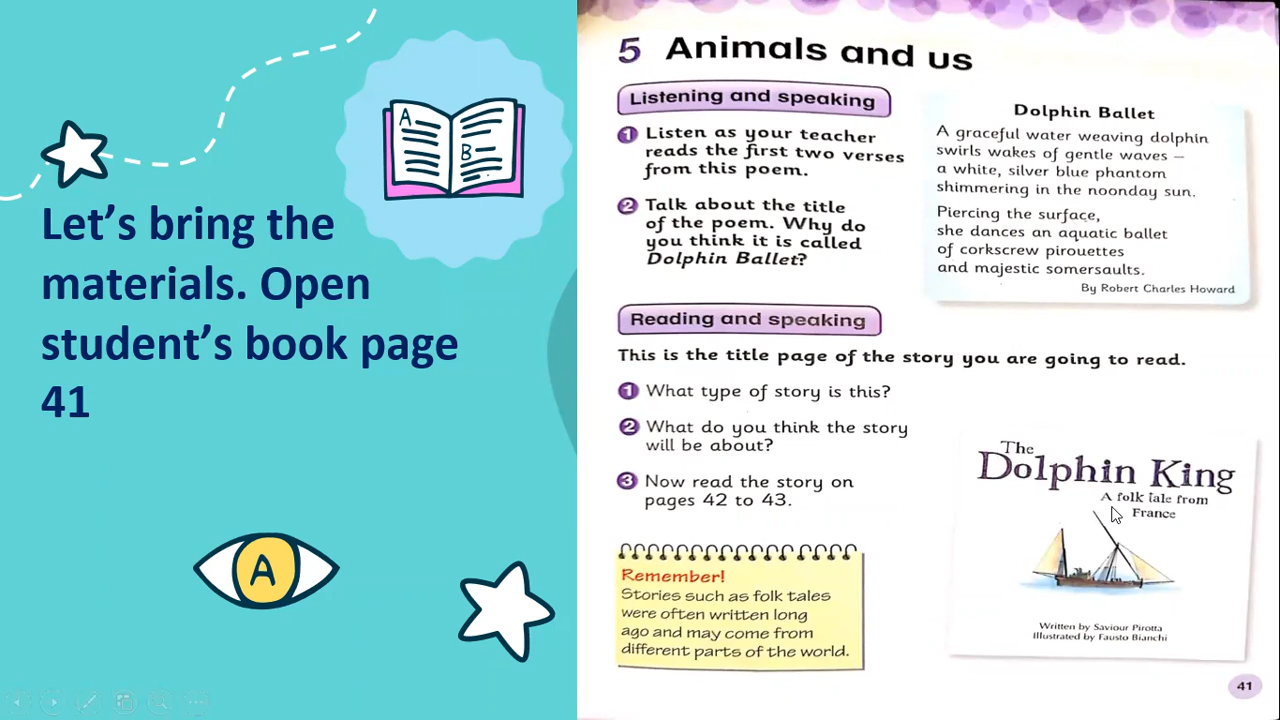 Let's bring the
materials. Open
student's book page
41
A
B
A
5 Animals and us
Listening and speaking
1 Listen as your teacher
reads the first two verses
from this poem.
2 Talk about the title
of the poem. Why do
you think it is called
Dolphin Ballet?
Dolphin Ballet
A graceful water weaving dolphin
swirls wakes of gentle waves –
a white, silver blue phantom
shimmering in the noonday sun.
Piercing the surface,
she dances an aquatic ballet
of corkscrew pirouettes
and majestic somersaults.
By Robert Charles Howard
Reading and speaking
This is the title page of the story you are going to read.
1 What type of story is this?
2 What do you think the story
will be about?
3 Now read the story on
pages 42 to 43.
Remember!
Stories such as folk tales
were often written long
ago and may come from
different parts of the world.
The
Dolphin King
A folk tale from
France
Written by Saviour Pirotta
Illustrated by Fausto Bianchi
41